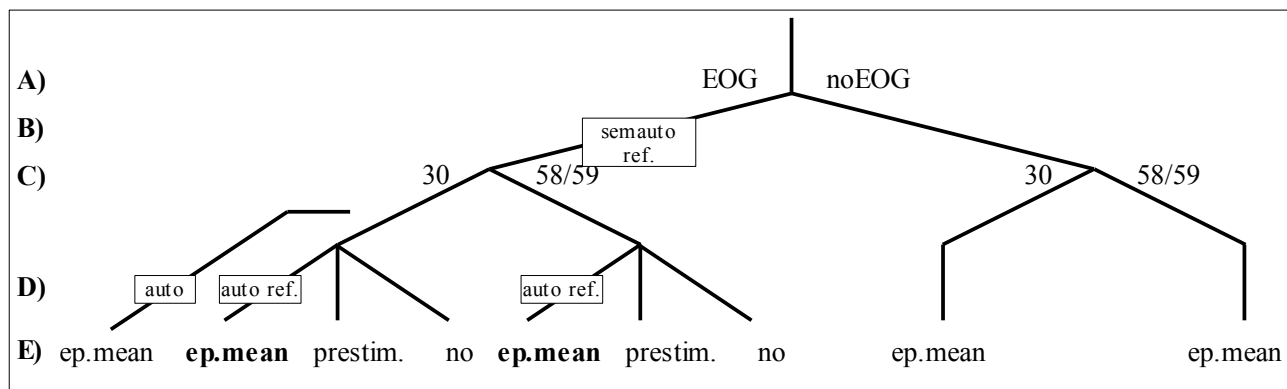 A) EOG noEOG
B) semauto
ref.
C) 30 58/59 30 58/59
D) auto auto ref. auto ref.
E) ep.mean ep.mean prestim. no ep.mean prestim. no ep.mean ep.mean